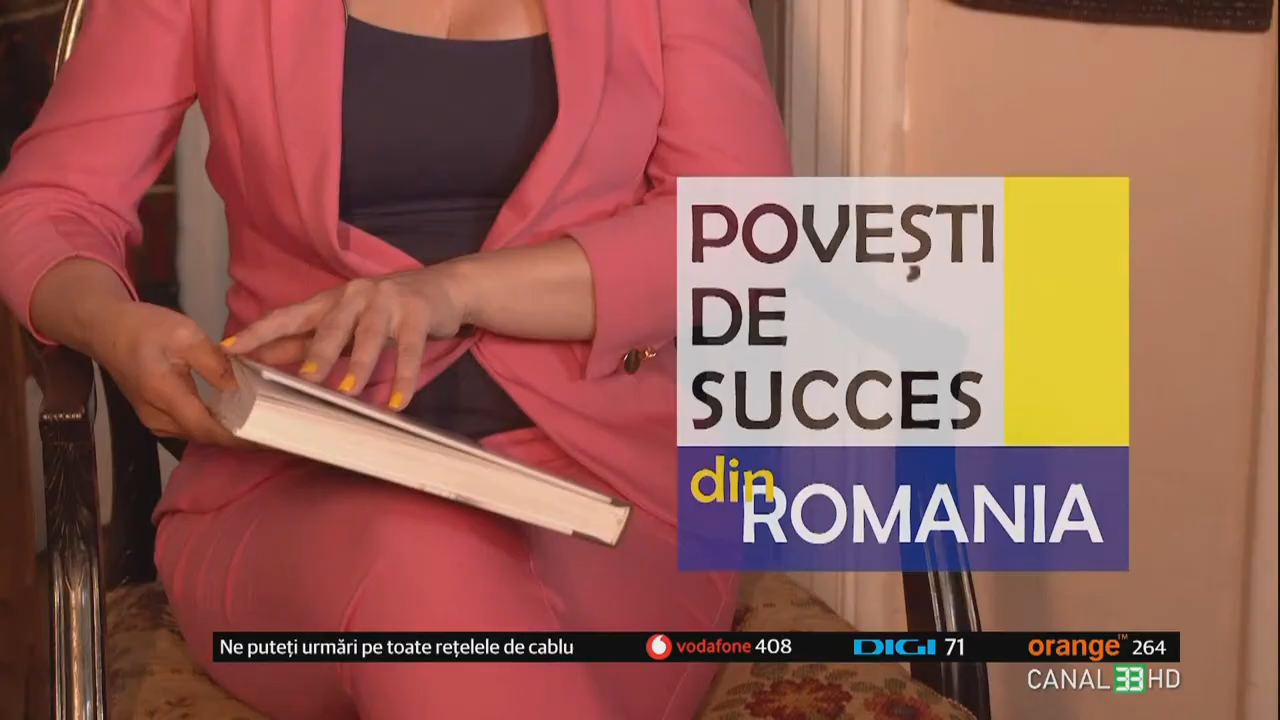 POVEȘTI
DE
SUCCES
din
ROMANIA
Ne puteți urmări pe toate rețelele de cablu
vodafone 408
DIGI 71
orange™ 264
CANAL 33 HD